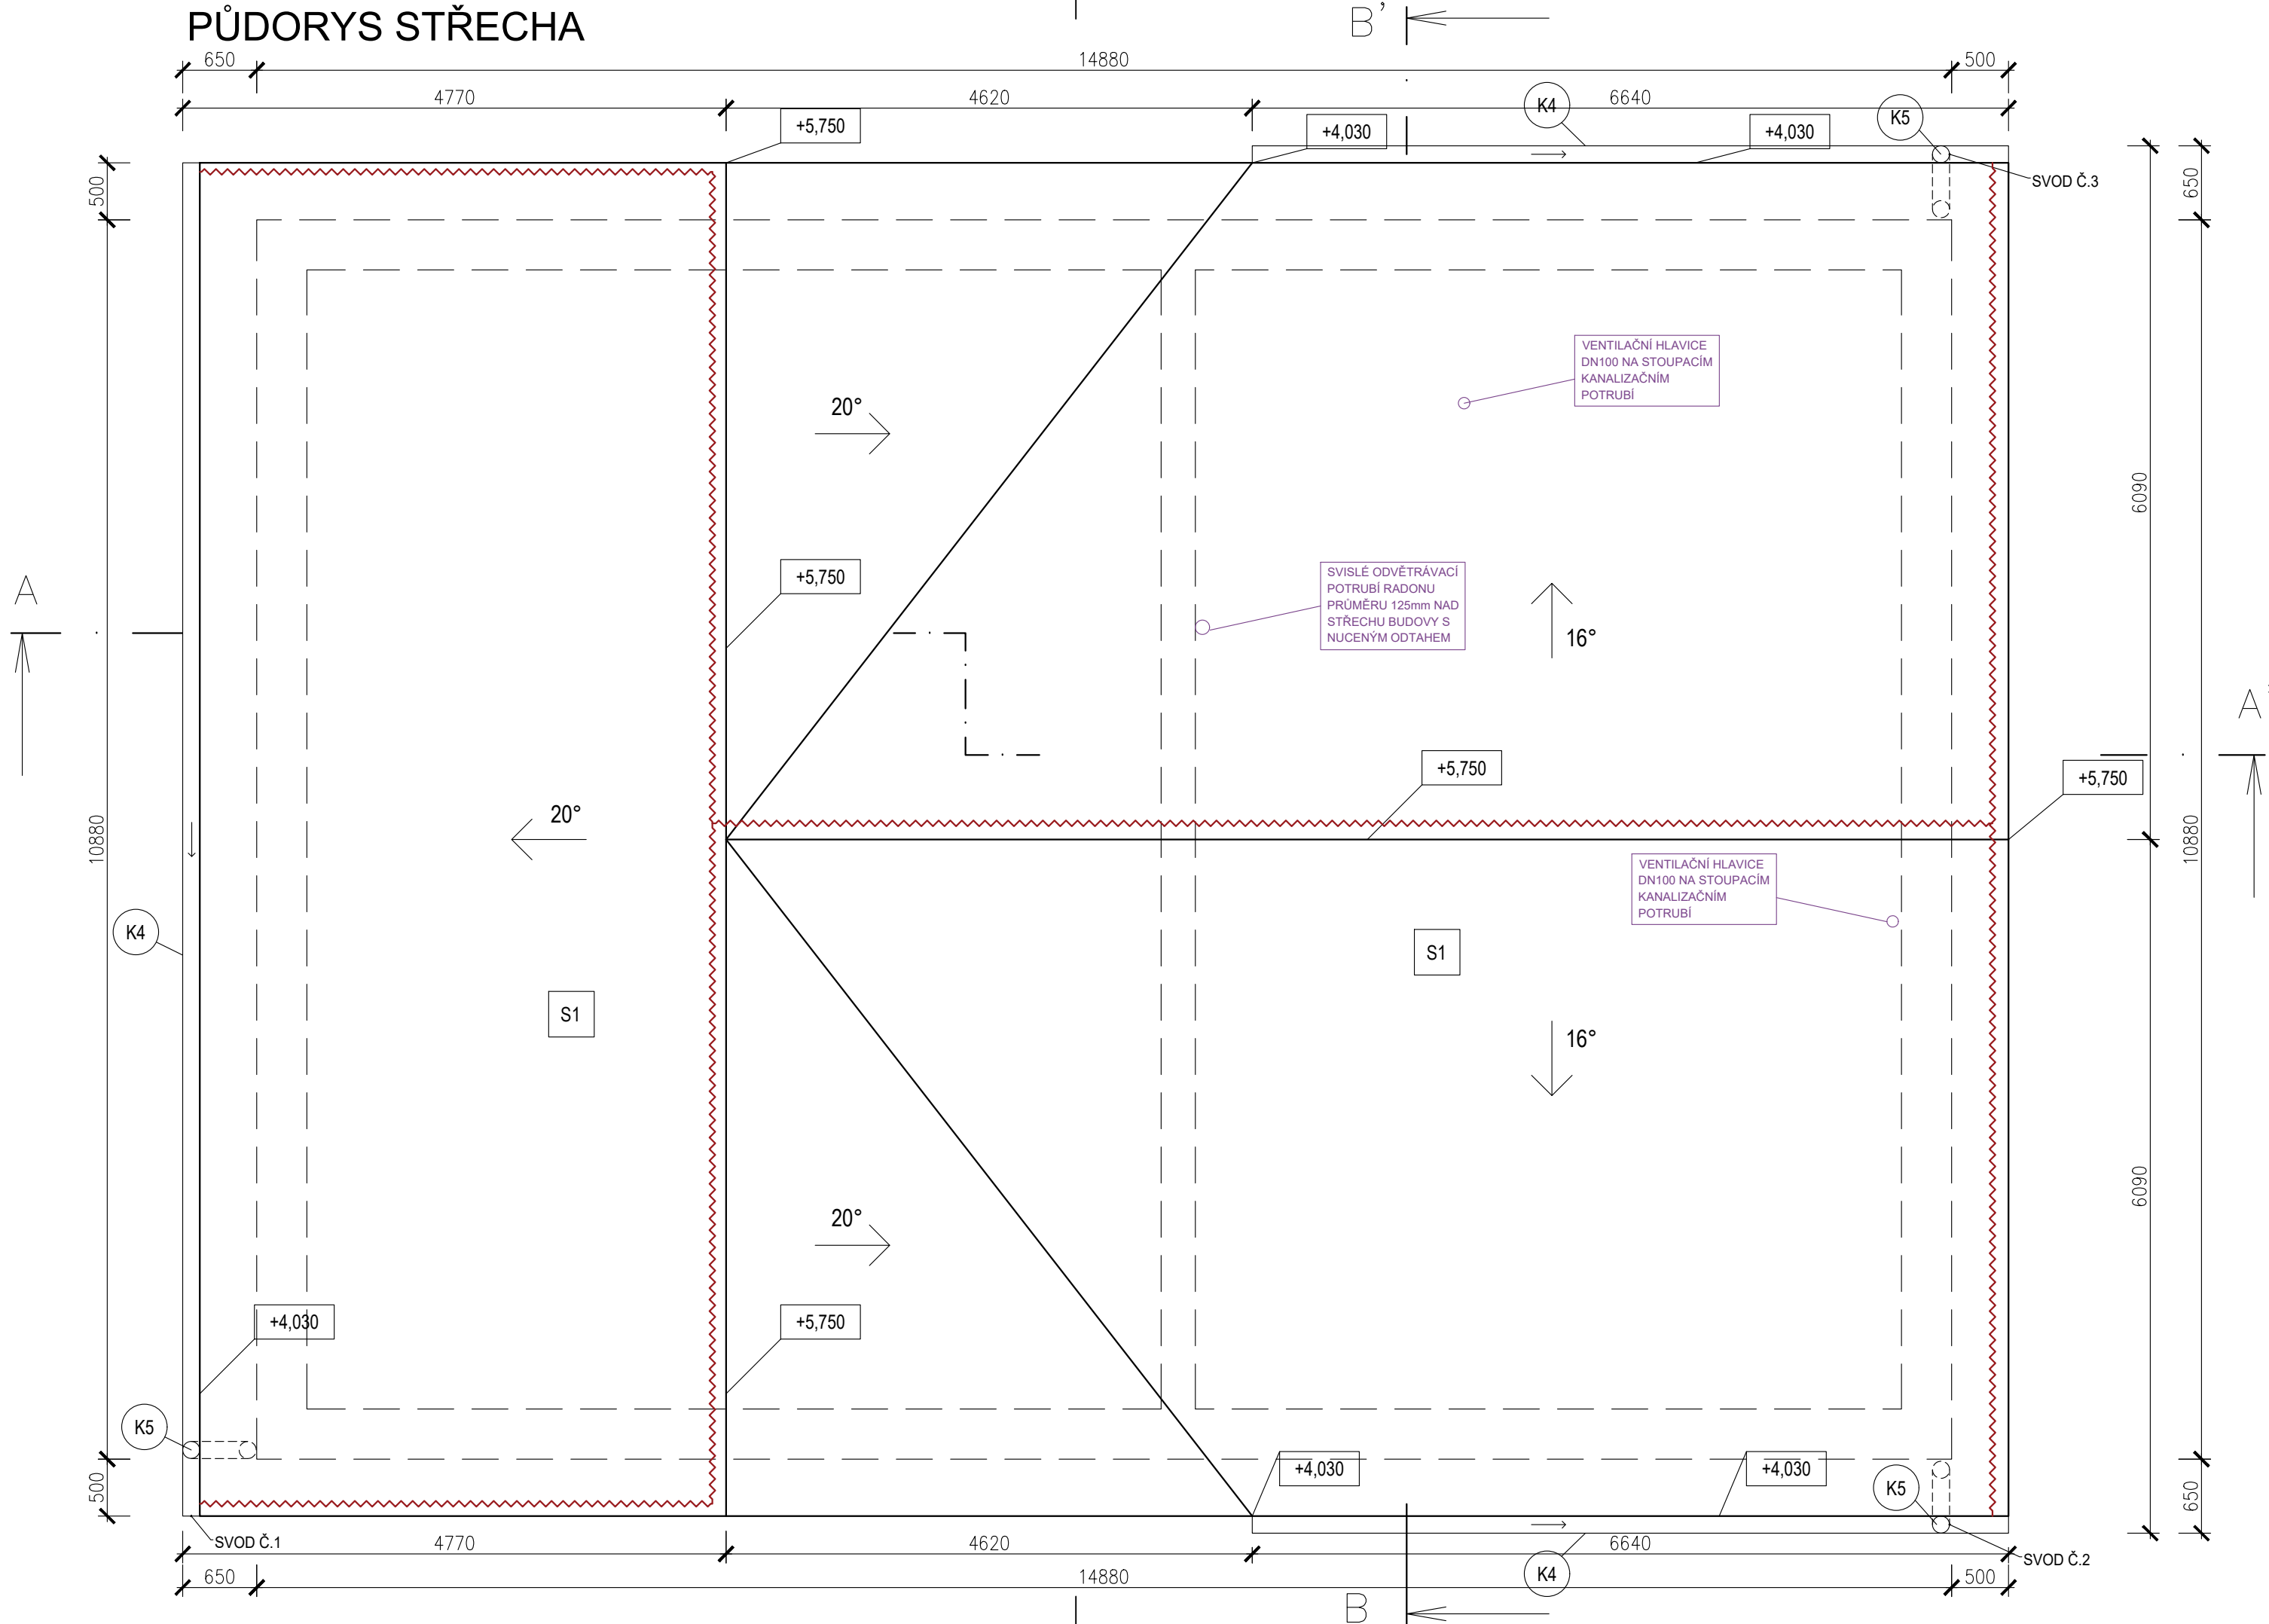 PŮDORYS STŘECHA
B'
650
14880
500
4770
4620
6640
K4
K5
+5,750
+4,030
+4,030
SVOD Č.3
500
650
VENTILAČNÍ HLAVICE
DN100 NA STOUPACÍM
KANALIZAČNÍM
POTRUBÍ
20°
6090
+5,750
SVISLÉ ODVĚTRÁVACÍ
POTRUBÍ RADONU
PRŮMĚRU 125mm NAD
STŘECHU BUDOVY S
NUCENÝM ODTAHEM
A
16°
A'
+5,750
+5,750
20°
10880
10880
VENTILAČNÍ HLAVICE
DN100 NA STOUPACÍM
KANALIZAČNÍM
POTRUBÍ
K4
S1
S1
16°
6090
20°
+4,030
+5,750
K5
+4,030
+4,030
K5
500
650
SVOD Č.1
4770
4620
6640
SVOD Č.2
650
14880
K4
500
B